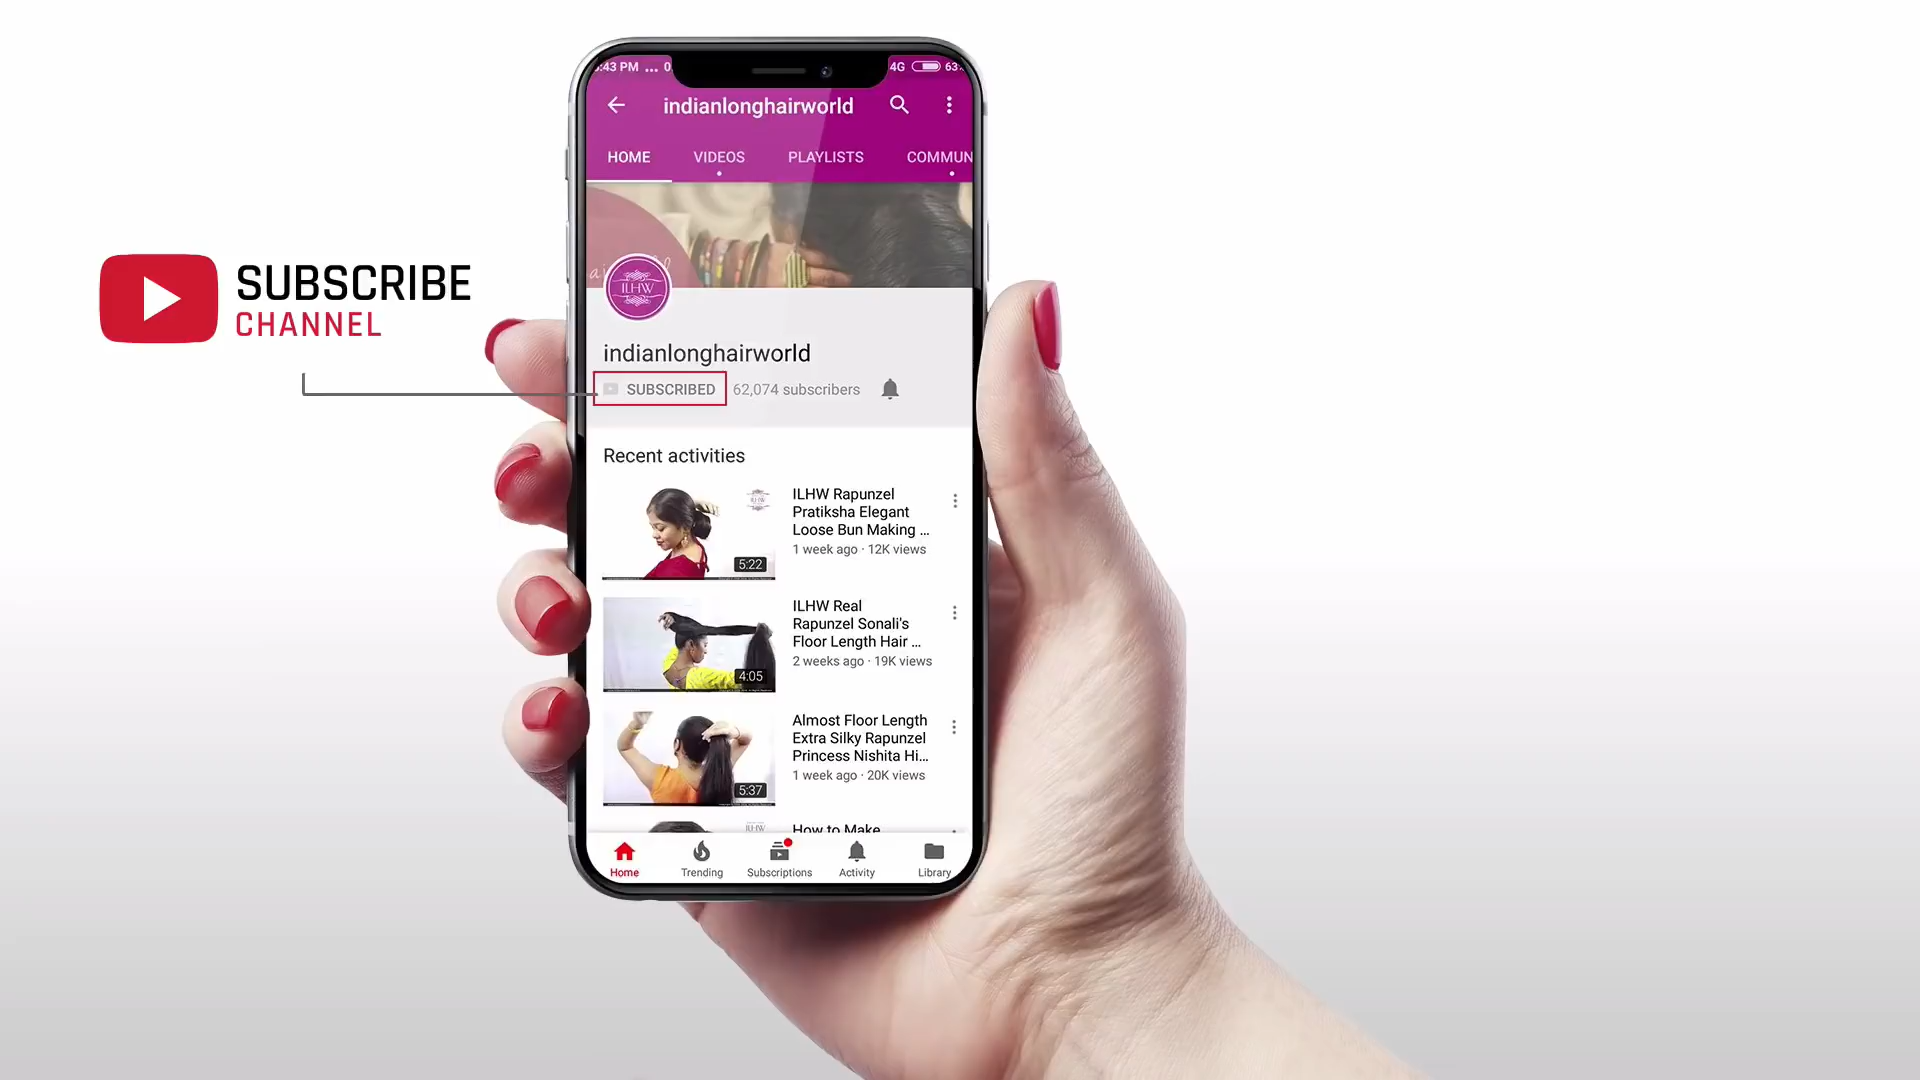 :43 PM ... 0
4G 63
indianlonghairworld
HOME VIDEOS PLAYLISTS COMMUN
ILHW
SUBSCRIBE
CHANNEL
indianlonghairworld
SUBSCRIBED 62,074 subscribers
Recent activities
ILHW Rapunzel
Pratiksha Elegant
Loose Bun Making ...
1 week ago · 12K views
5:22
ILHW Real
Rapunzel Sonali's
Floor Length Hair ...
2 weeks ago · 19K views
4:05
Almost Floor Length
Extra Silky Rapunzel
Princess Nishita Hi...
1 week ago · 20K views
5:37
ILHW
How to Make
Home Trending Subscriptions Activity Library